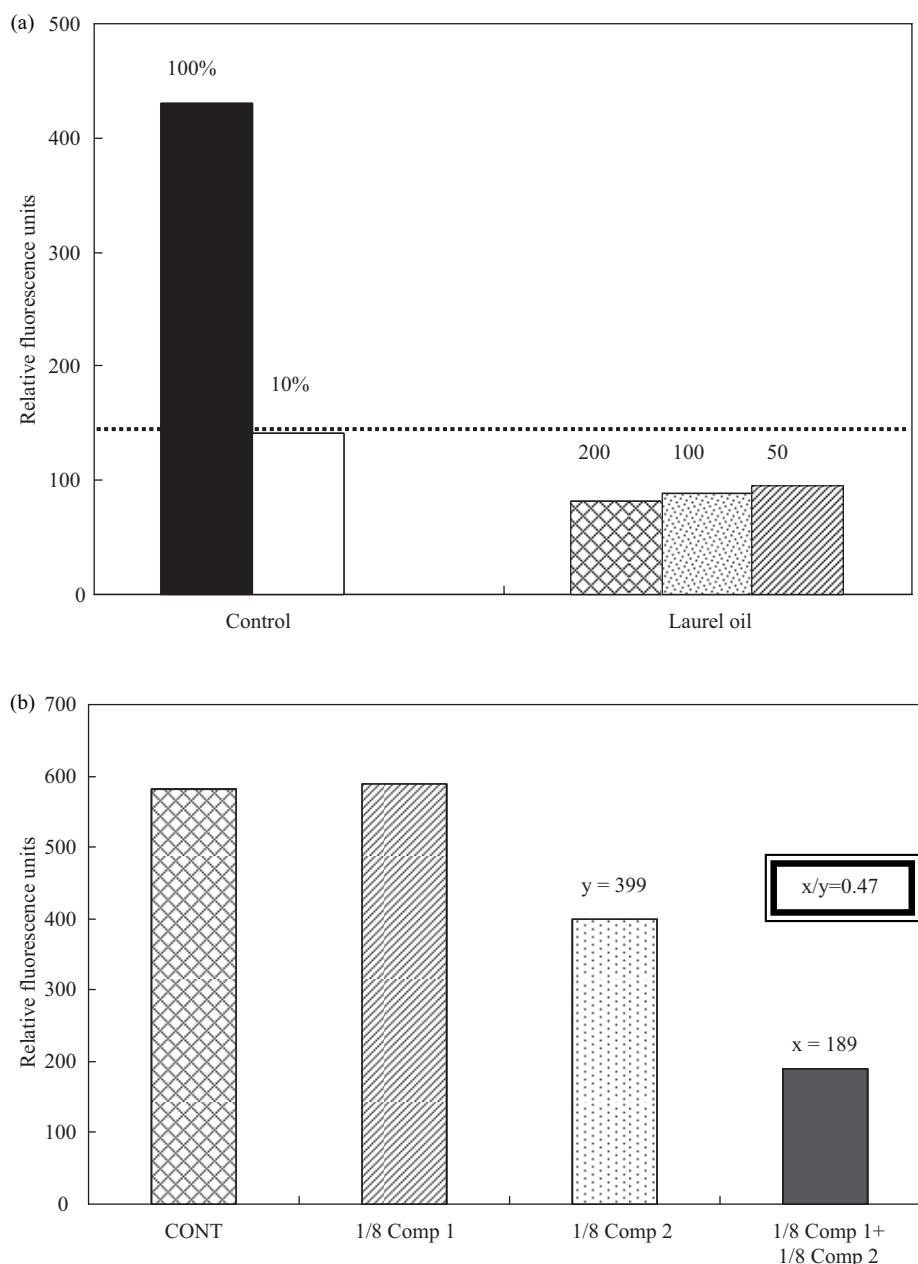 (a)
500
400
300
200
100
0
Relative fluorescence units
100%
10%
200
100
50
Control
Laurel oil
(b)
700
600
500
400
300
200
100
0
Relative fluorescence units
y = 399
x/y=0.47
x = 189
CONT
1/8 Comp 1
1/8 Comp 2
1/8 Comp 1+
1/8 Comp 2